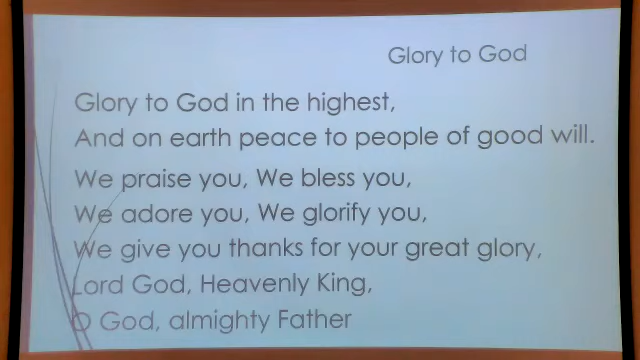 Glory to God
Glory to God in the highest,
And on earth peace to people of good will.
We praise you, We bless you,
We adore you, We glorify you,
We give you thanks for your great glory,
Lord God, Heavenly King,
O God, almighty Father